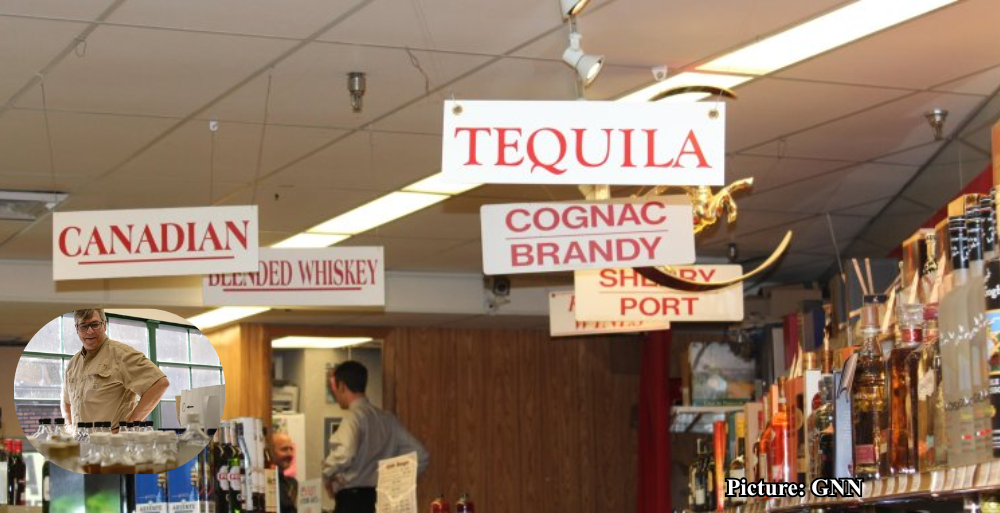 TEQUILA
CANADIAN
COGNAC
BRANDY
BLENDED WHISKEY
SHERRY
PORT
Picture: GNN